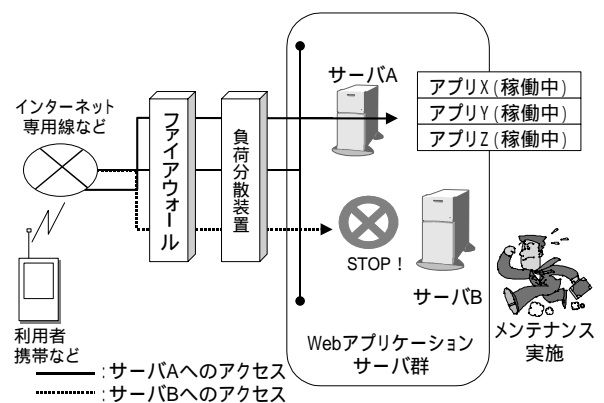 サーバA
アプリX(稼働中)
アプリY(稼働中)
アプリZ(稼働中)
インターネット
専用線など
ファイアウォール
負荷分散装置
STOP！
サーバB
利用者
携帯など
Webアプリケーション
サーバ群
メンテナンス
実施
:サーバAへのアクセス
:サーバBへのアクセス